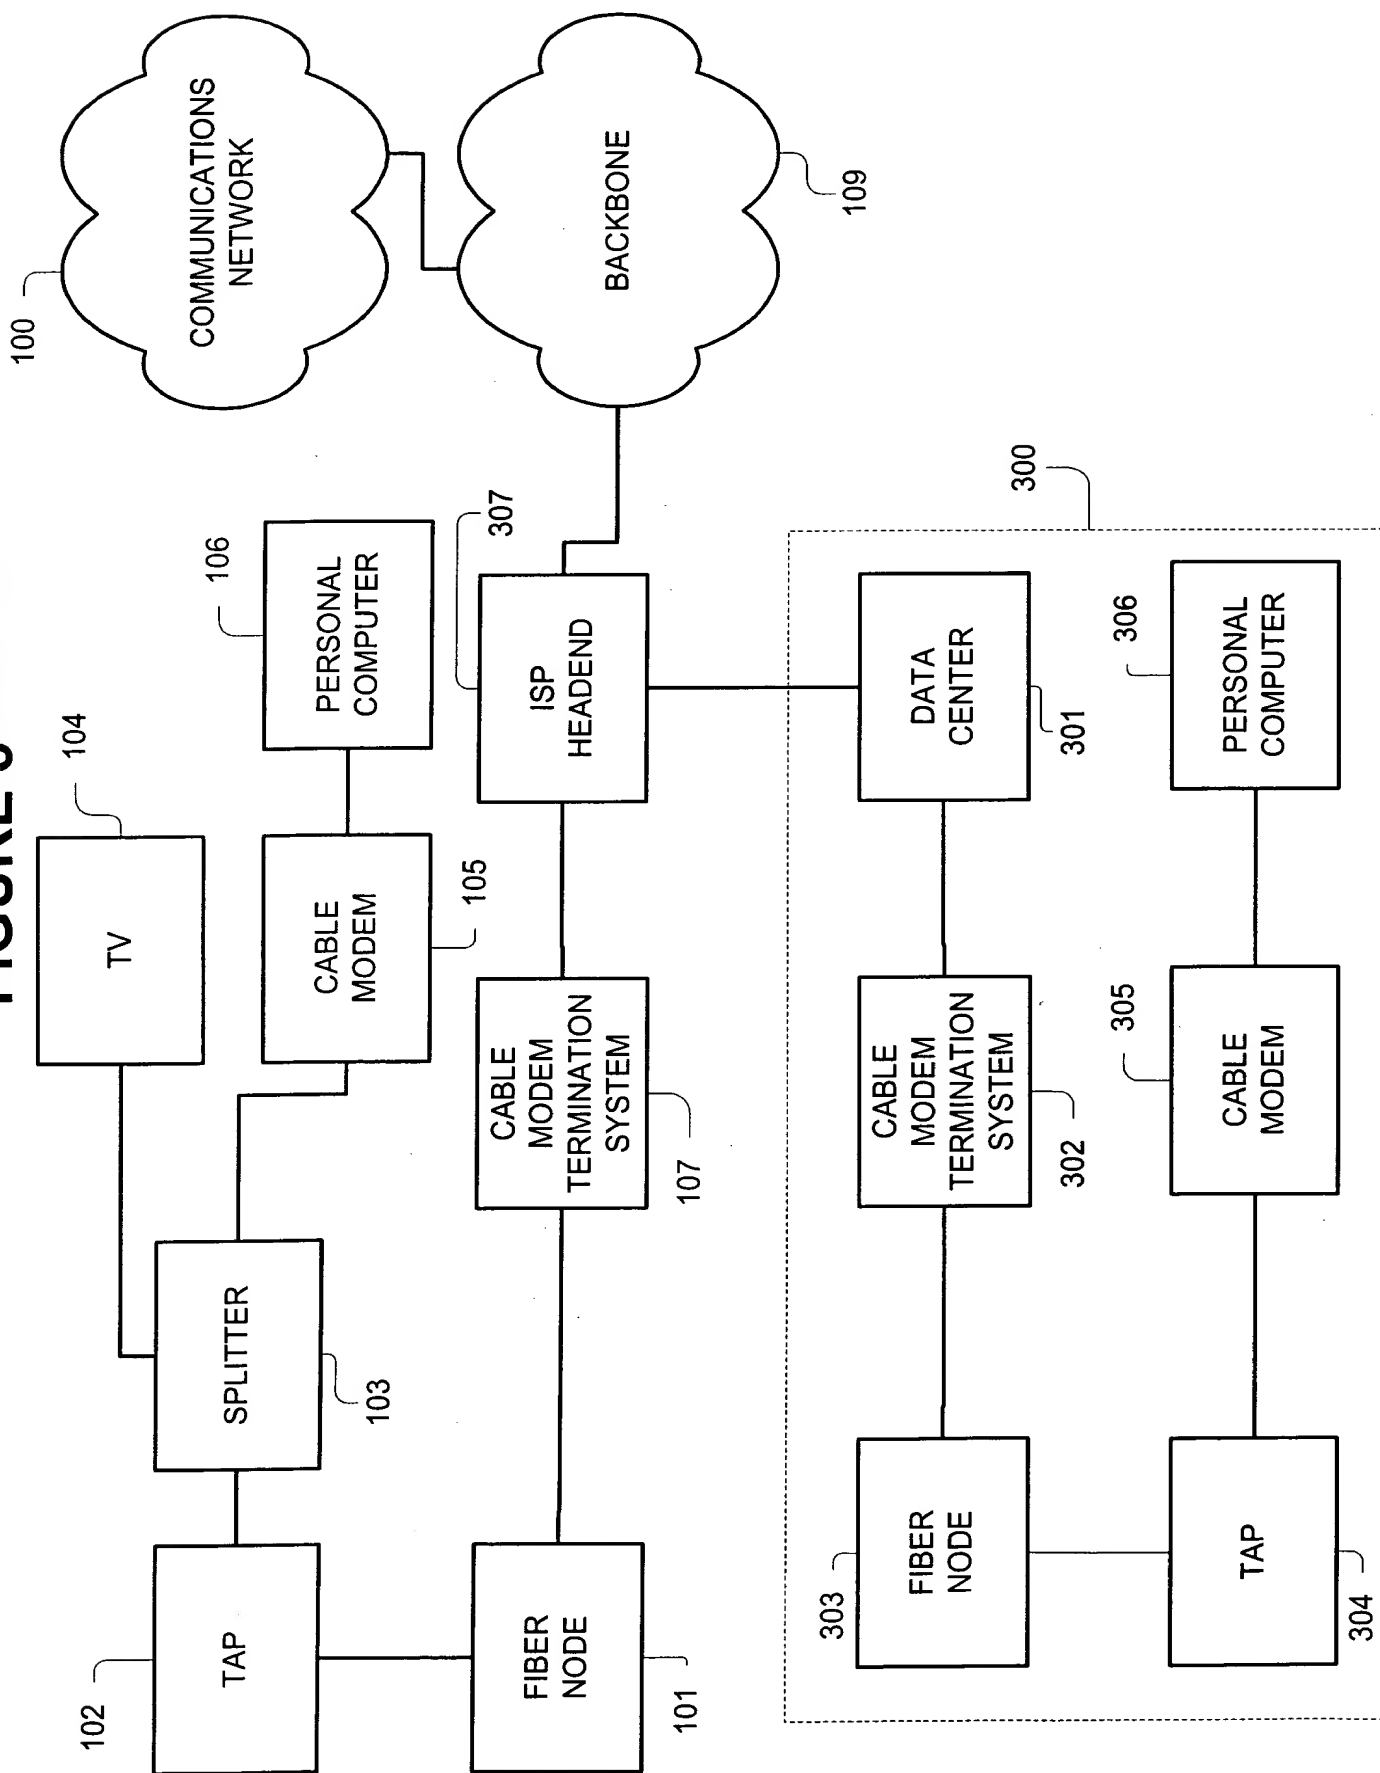 FIGURE
100
104
TV
102
TAP
SPLITTER
103
106
PERSONAL
COMPUTER
CABLE
MODEM
105
COMMUNICATIONS
NETWORK
FIBER
NODE
101
CABLE
MODEM
TERMINATION
SYSTEM
107
307
ISP
HEADEND
BACKBONE
109
300
303
FIBER
NODE
CABLE
MODEM
TERMINATION
SYSTEM
302
DATA
CENTER
301
305
306
TAP
304
CABLE
MODEM
PERSONAL
COMPUTER